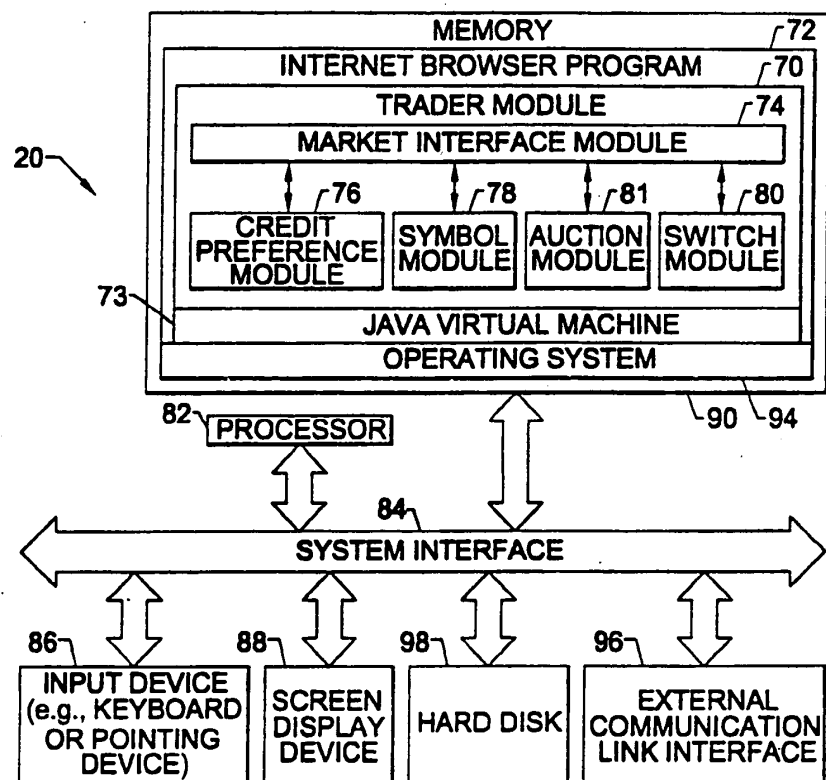 MEMORY
72
INTERNET BROWSER PROGRAM
70
TRADER MODULE
74
MARKET INTERFACE MODULE
20
76
78
81
80
CREDIT
PREFERENCE
MODULE
SYMBOL
MODULE
AUCTION
MODULE
SWITCH
MODULE
73
JAVA VIRTUAL MACHINE
OPERATING SYSTEM
82
PROCESSOR
90
94
84
SYSTEM INTERFACE
86
88
98
96
INPUT DEVICE
(e.g., KEYBOARD
OR POINTING
DEVICE)
SCREEN
DISPLAY
DEVICE
HARD DISK
EXTERNAL
COMMUNICATION
LINK INTERFACE